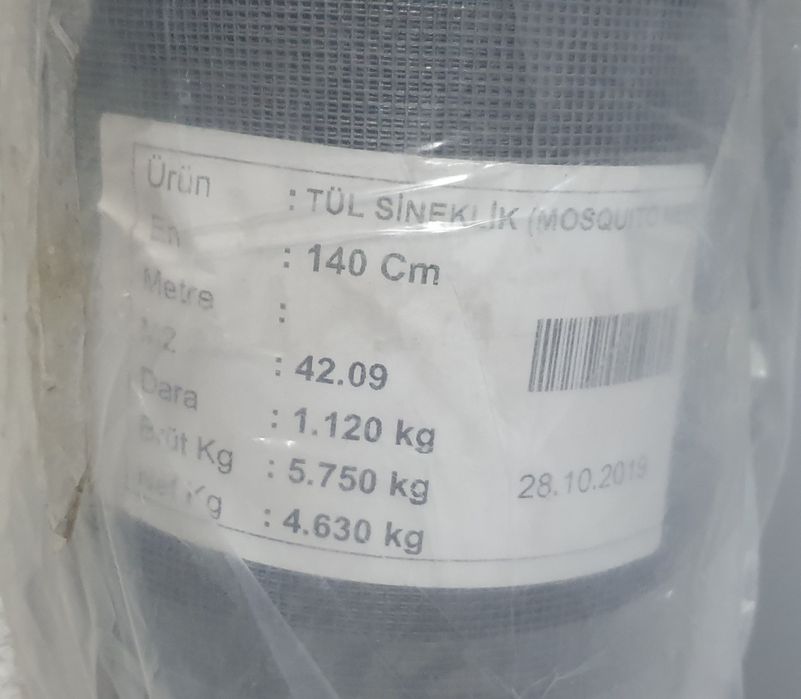 Ürün : TÜL SİNEKLİK (MOSQUITO
En : 140 Cm
Metre :
M2 : 42.09
Dara : 1.120 kg
Brüt Kg : 5.750 kg
Net Kg : 4.630 kg
28.10.2019